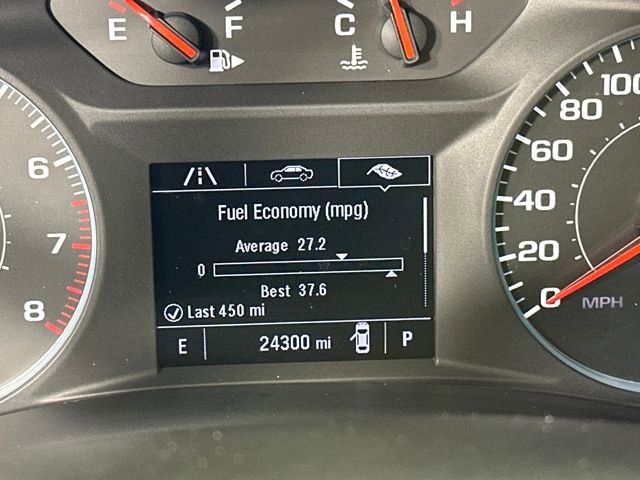 E F C H
100
80
60
40
20
0
MPH
6
7
8
Fuel Economy (mpg)
Average 27.2
0
Best 37.6
Last 450 mi
E 24300 mi P